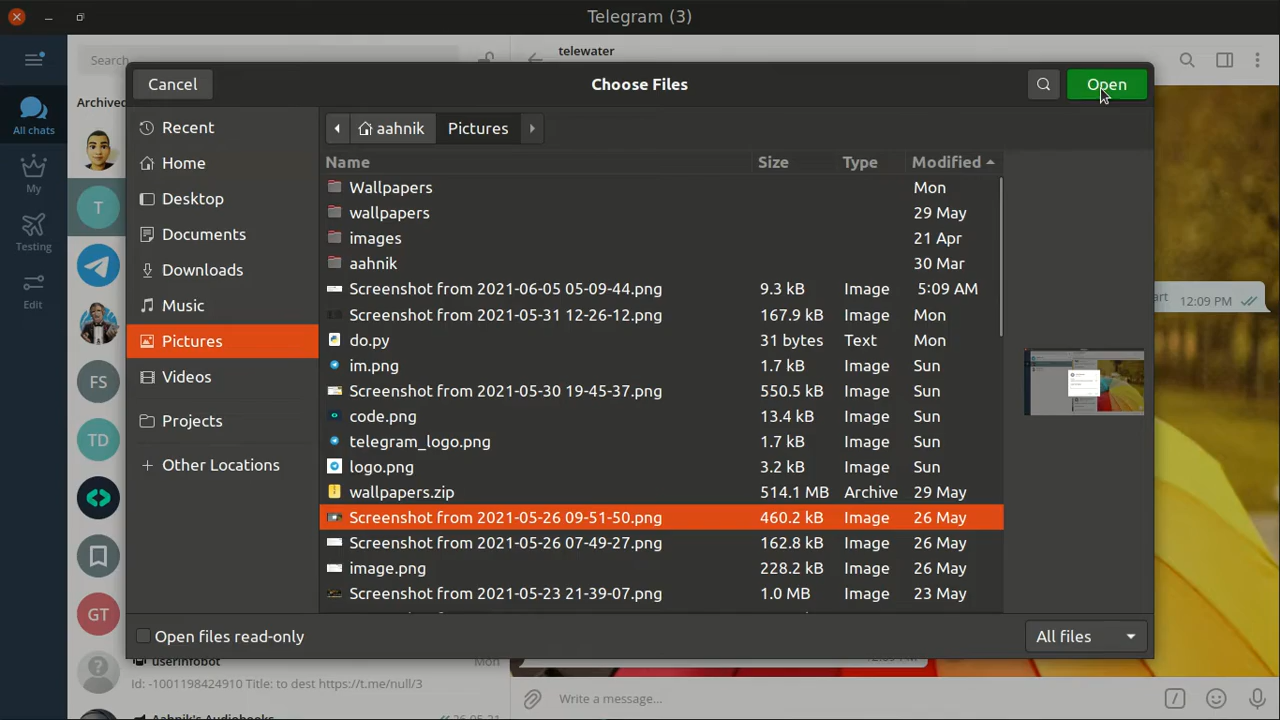 Telegram (3)
Search
telewater
Archived
All chats
My
Testing
Edit
T
FS
TD
GT
Cancel
Choose Files
Open
Recent
Home
Desktop
Documents
Downloads
Music
Pictures
Videos
Projects
+ Other Locations
aahnik Pictures
Name Size Type Modified
Wallpapers Mon
wallpapers 29 May
images 21 Apr
aahnik 30 Mar
Screenshot from 2021-06-05 05-09-44.png 9.3 kB Image 5:09 AM
Screenshot from 2021-05-31 12-26-12.png 167.9 kB Image Mon
do.py 31 bytes Text Mon
im.png 1.7 kB Image Sun
Screenshot from 2021-05-30 19-45-37.png 550.5 kB Image Sun
code.png 13.4 kB Image Sun
telegram_logo.png 1.7 kB Image Sun
logo.png 3.2 kB Image Sun
wallpapers.zip 514.1 MB Archive 29 May
Screenshot from 2021-05-26 09-51-50.png 460.2 kB Image 26 May
Screenshot from 2021-05-26 07-49-27.png 162.8 kB Image 26 May
image.png 228.2 kB Image 26 May
Screenshot from 2021-05-23 21-39-07.png 1.0 MB Image 23 May
12:09 PM
Open files read-only
All files
userinfobot Mon
id: -1001198424910 Title: to dest https://t.me/null/3
Aahnik's Audiobooks 26.05.21
Write a message...